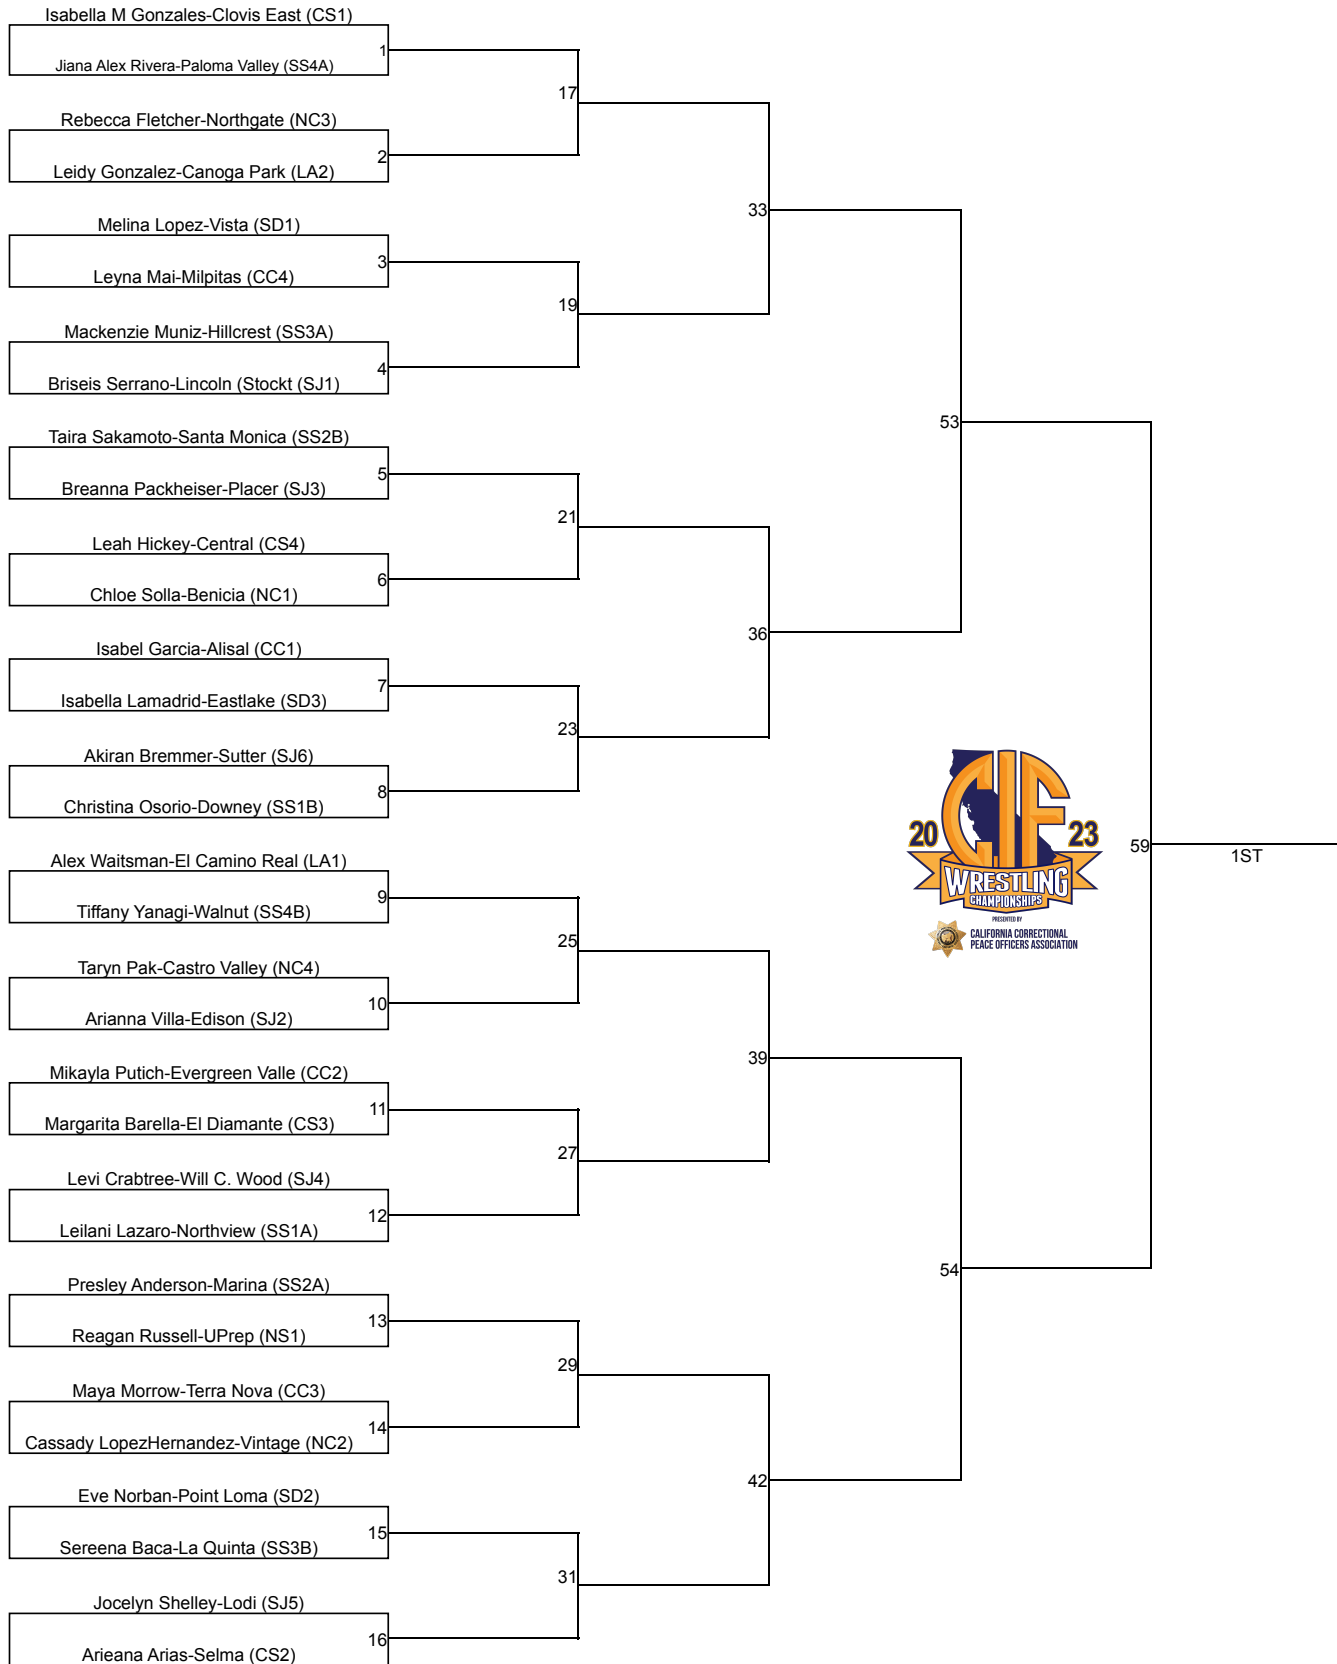 Isabella M Gonzales-Clovis East (CS1)
1
Jiana Alex Rivera-Paloma Valley (SS4A)
17
Rebecca Fletcher-Northgate (NC3)
2
Leidy Gonzalez-Canoga Park (LA2)
33
Melina Lopez-Vista (SD1)
3
Leyna Mai-Milpitas (CC4)
19
Mackenzie Muniz-Hillcrest (SS3A)
4
Briseis Serrano-Lincoln (Stockt (SJ1)
53
Taira Sakamoto-Santa Monica (SS2B)
5
Breanna Packheiser-Placer (SJ3)
21
Leah Hickey-Central (CS4)
6
Chloe Solla-Benicia (NC1)
36
Isabel Garcia-Alisal (CC1)
7
Isabella Lamadrid-Eastlake (SD3)
23
Akiran Bremmer-Sutter (SJ6)
8
Christina Osorio-Downey (SS1B)
20 CIF 23
WRESTLING
CHAMPIONSHIPS
PRESENTED BY
CALIFORNIA CORRECTIONAL
PEACE OFFICERS ASSOCIATION
59
1ST
Alex Waitsman-El Camino Real (LA1)
9
Tiffany Yanagi-Walnut (SS4B)
25
Taryn Pak-Castro Valley (NC4)
10
Arianna Villa-Edison (SJ2)
39
Mikayla Putich-Evergreen Valle (CC2)
11
Margarita Barella-El Diamante (CS3)
27
Levi Crabtree-Will C. Wood (SJ4)
12
Leilani Lazaro-Northview (SS1A)
54
Presley Anderson-Marina (SS2A)
13
Reagan Russell-UPrep (NS1)
29
Maya Morrow-Terra Nova (CC3)
14
Cassady LopezHernandez-Vintage (NC2)
42
Eve Norban-Point Loma (SD2)
15
Sereena Baca-La Quinta (SS3B)
31
Jocelyn Shelley-Lodi (SJ5)
16
Arieana Arias-Selma (CS2)